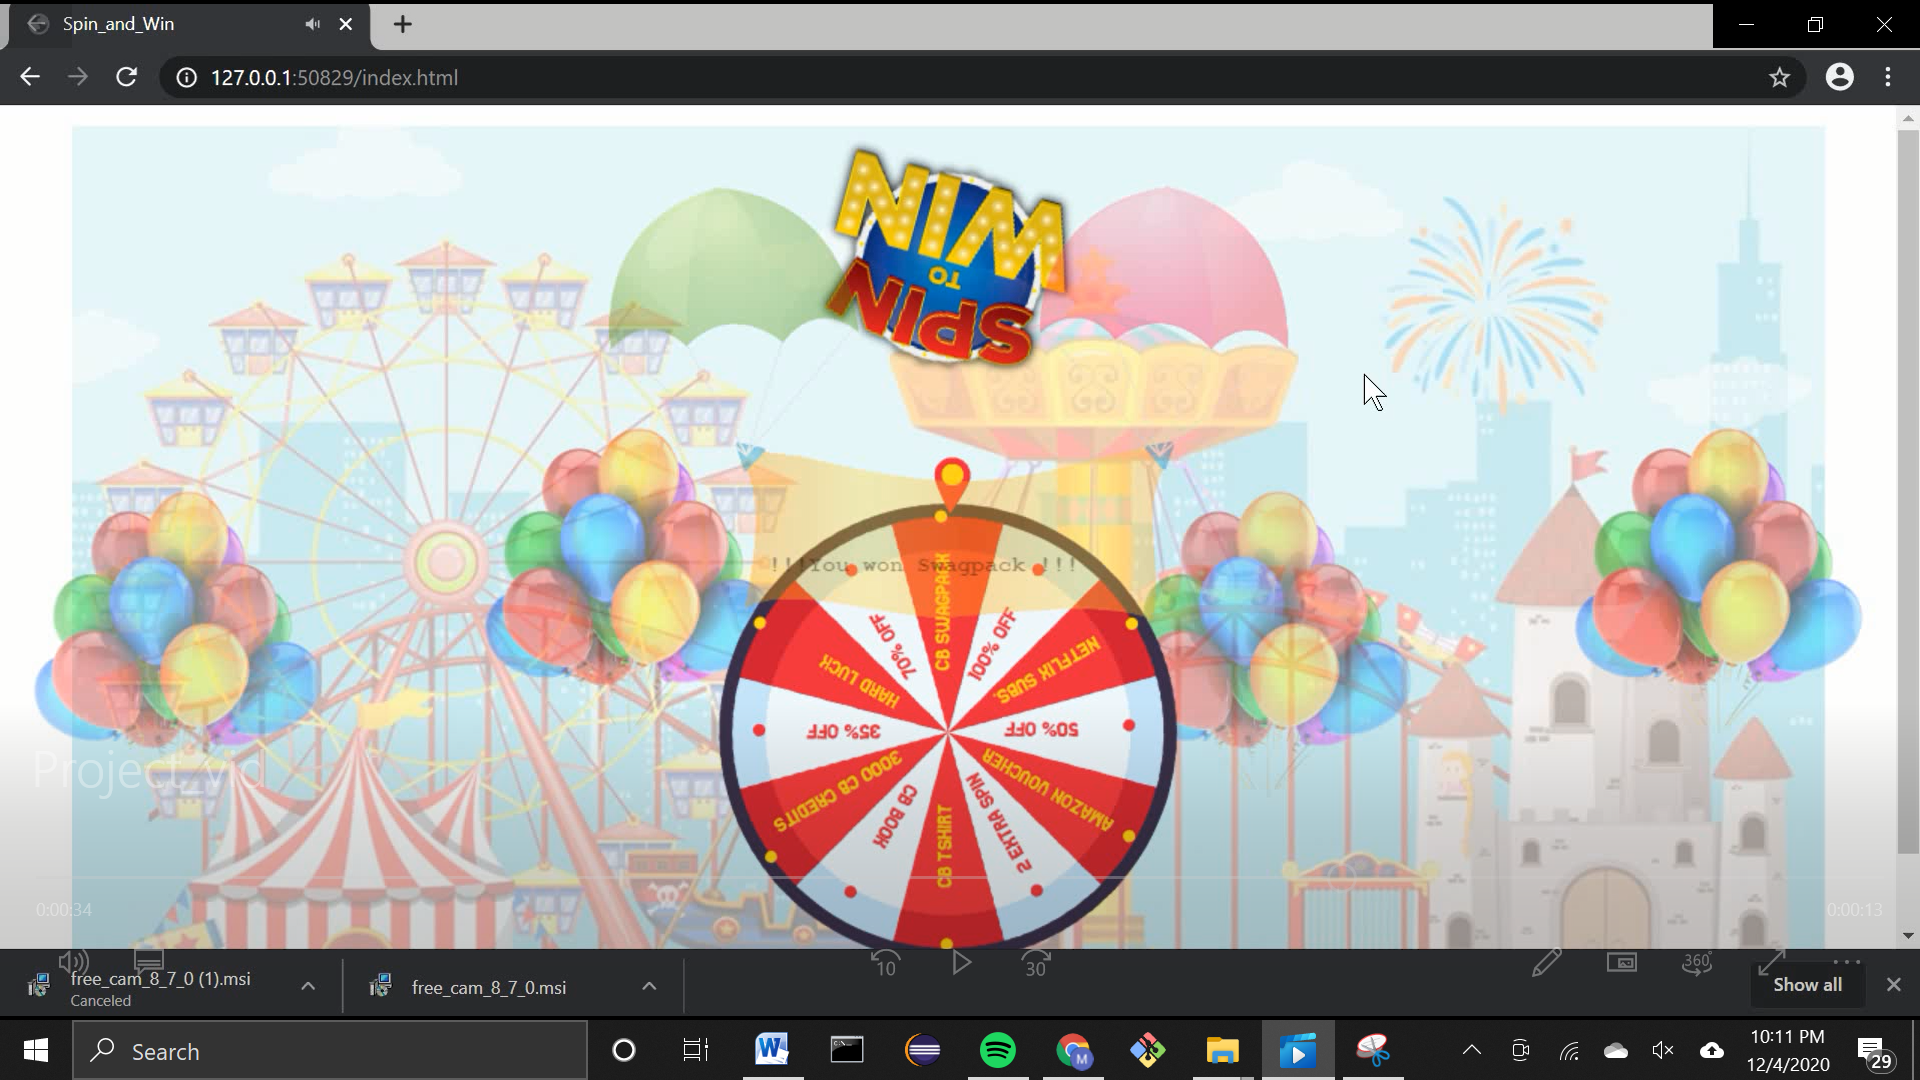 Spin_and_Win
127.0.0.1:50829/index.html
SPIN
TO
WIN
!!!You won Swagpack !!!
CB SWAGPACK
100% OFF
NETFLIX SUBS.
50% OFF
AMAZON VOUCHER
2 EXTRA SPIN
CB TSHIRT
CB BOOK
3000 CB CREDITS
35% OFF
HARD LUCK
70% OFF
Project_vid
0:00:34
0:00:13
10
30
360°
free_cam_8_7_0 (1).msi
Canceled
free_cam_8_7_0.msi
Show all
Search
W
C:\
M
10:11 PM
12/4/2020
29